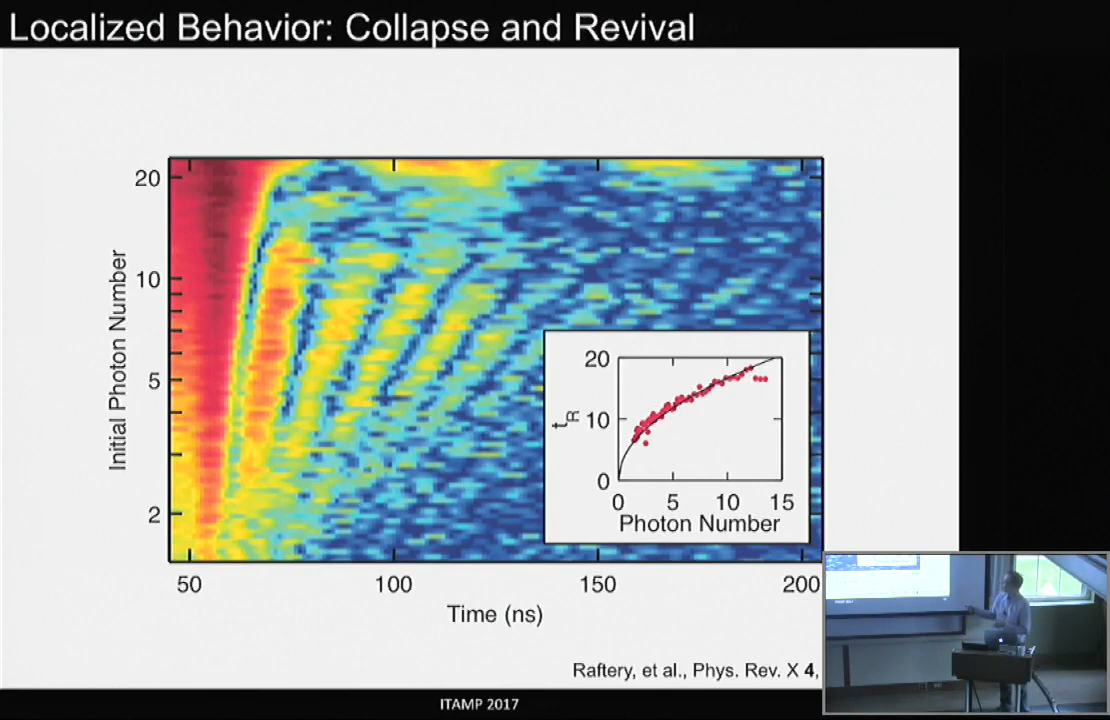 Localized Behavior: Collapse and Revival
Initial Photon Number
20
10
5
2
50
100
150
200
Time (ns)
tR
20
10
0
0
5
10
15
Photon Number
Raftery, et al., Phys. Rev. X 4,
ITAMP 2017